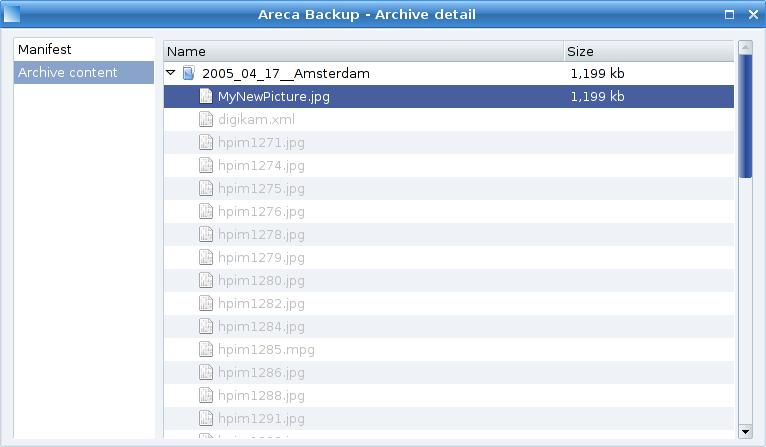 Areca Backup - Archive detail
Manifest
Archive content
Name Size
2005_04_17__Amsterdam 1,199 kb
MyNewPicture.jpg 1,199 kb
digikam.xml
hpim1271.jpg
hpim1274.jpg
hpim1275.jpg
hpim1276.jpg
hpim1278.jpg
hpim1279.jpg
hpim1280.jpg
hpim1282.jpg
hpim1284.jpg
hpim1285.mpg
hpim1286.jpg
hpim1288.jpg
hpim1291.jpg